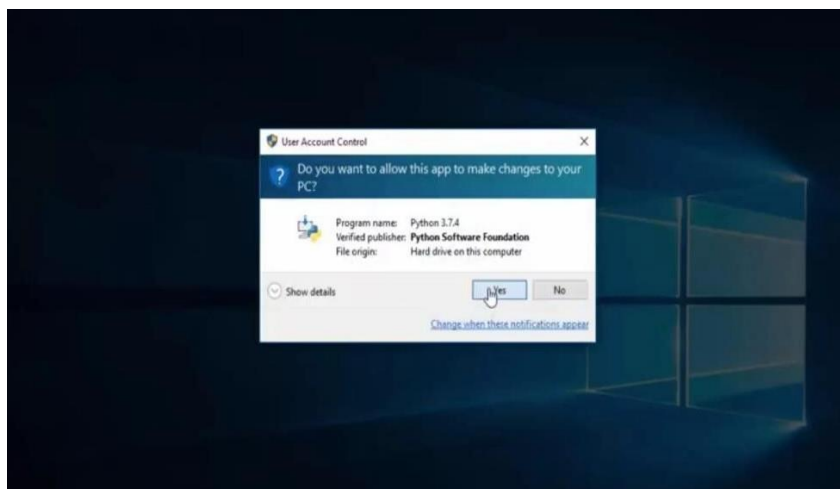 User Account Control
Do you want to allow this app to make changes to your
PC?
Program name: Python 3.7.4
Verified publisher: Python Software Foundation
File origin: Hard drive on this computer
Show details
Yes
No
Change when these notifications appear